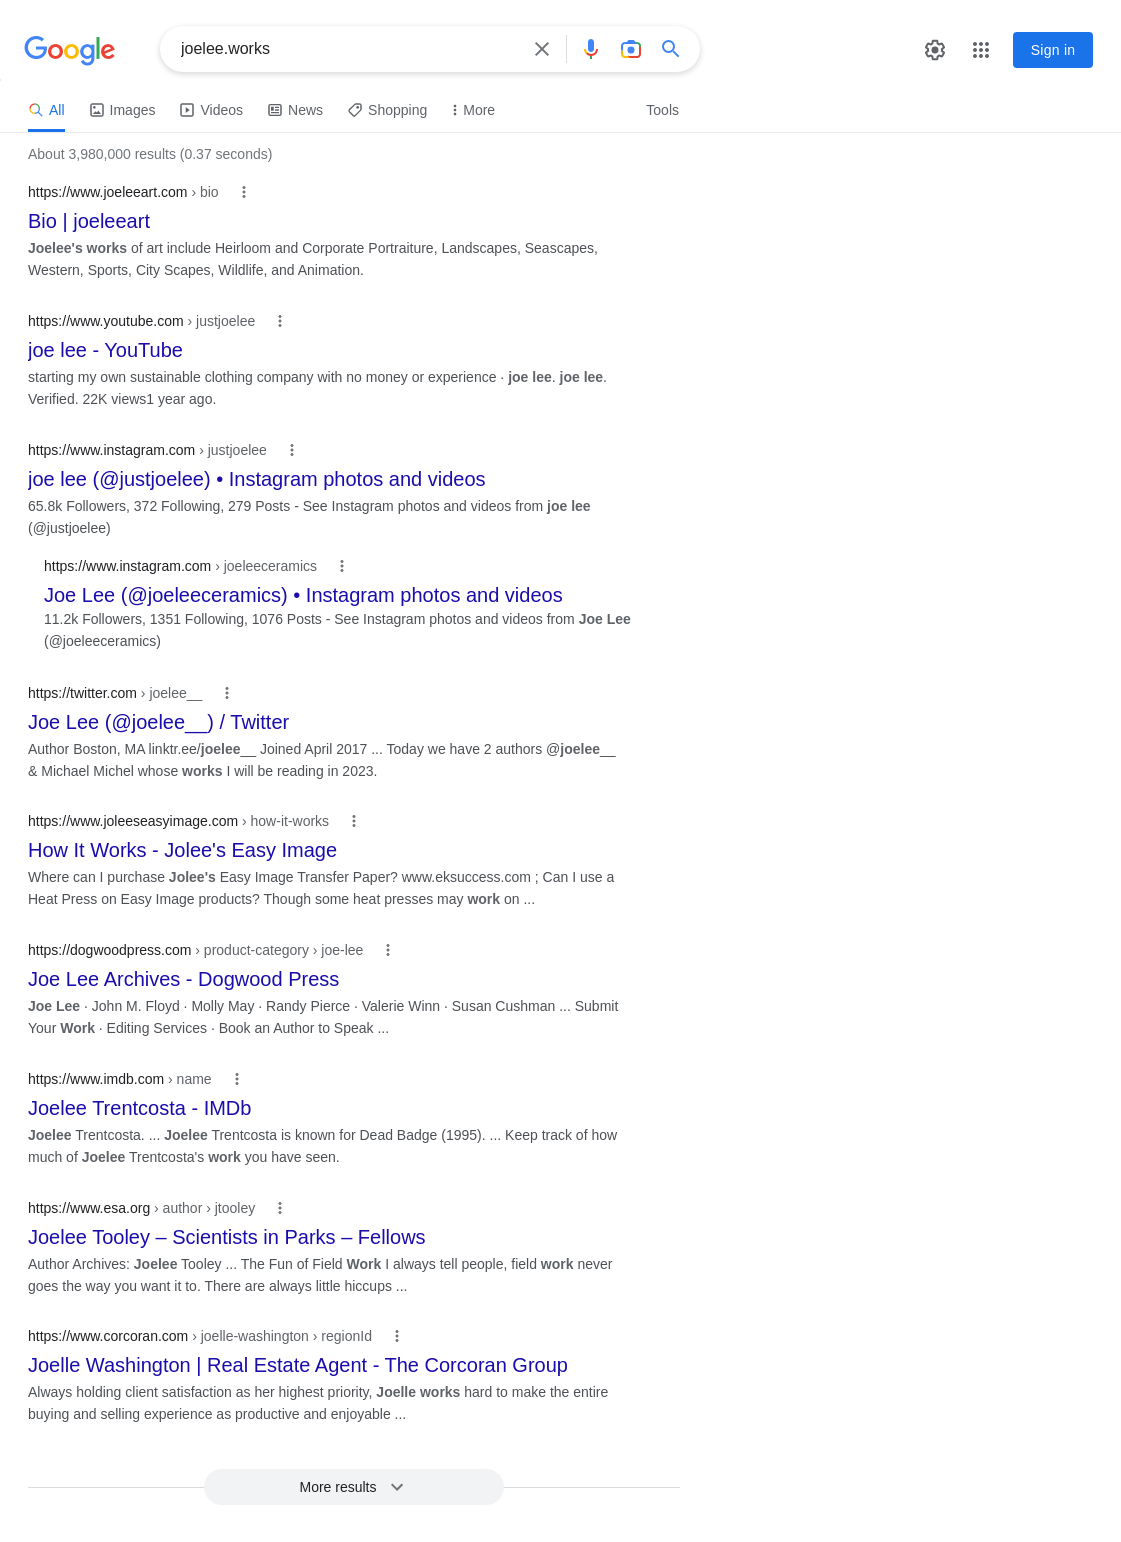 Google
joelee.works
Sign in
All
Images
Videos
News
Shopping
More
Tools
About 3,980,000 results (0.37 seconds)
https://www.joeleeart.com › bio
Bio | joeleeart
Joelee's works of art include Heirloom and Corporate Portraiture, Landscapes, Seascapes,
Western, Sports, City Scapes, Wildlife, and Animation.
https://www.youtube.com › justjoelee
joe lee - YouTube
starting my own sustainable clothing company with no money or experience · joe lee. joe lee.
Verified. 22K views1 year ago.
https://www.instagram.com › justjoelee
joe lee (@justjoelee) • Instagram photos and videos
65.8k Followers, 372 Following, 279 Posts - See Instagram photos and videos from joe lee
(@justjoelee)
https://www.instagram.com › joeleeceramics
Joe Lee (@joeleeceramics) • Instagram photos and videos
11.2k Followers, 1351 Following, 1076 Posts - See Instagram photos and videos from Joe Lee
(@joeleeceramics)
https://twitter.com › joelee__
Joe Lee (@joelee__) / Twitter
Author Boston, MA linktr.ee/joelee__ Joined April 2017 ... Today we have 2 authors @joelee__
& Michael Michel whose works I will be reading in 2023.
https://www.joleeseasyimage.com › how-it-works
How It Works - Jolee's Easy Image
Where can I purchase Jolee's Easy Image Transfer Paper? www.eksuccess.com ; Can I use a
Heat Press on Easy Image products? Though some heat presses may work on ...
https://dogwoodpress.com › product-category › joe-lee
Joe Lee Archives - Dogwood Press
Joe Lee · John M. Floyd · Molly May · Randy Pierce · Valerie Winn · Susan Cushman ... Submit
Your Work · Editing Services · Book an Author to Speak ...
https://www.imdb.com › name
Joelee Trentcosta - IMDb
Joelee Trentcosta. ... Joelee Trentcosta is known for Dead Badge (1995). ... Keep track of how
much of Joelee Trentcosta's work you have seen.
https://www.esa.org › author › jtooley
Joelee Tooley – Scientists in Parks – Fellows
Author Archives: Joelee Tooley ... The Fun of Field Work I always tell people, field work never
goes the way you want it to. There are always little hiccups ...
https://www.corcoran.com › joelle-washington › regionId
Joelle Washington | Real Estate Agent - The Corcoran Group
Always holding client satisfaction as her highest priority, Joelle works hard to make the entire
buying and selling experience as productive and enjoyable ...
More results